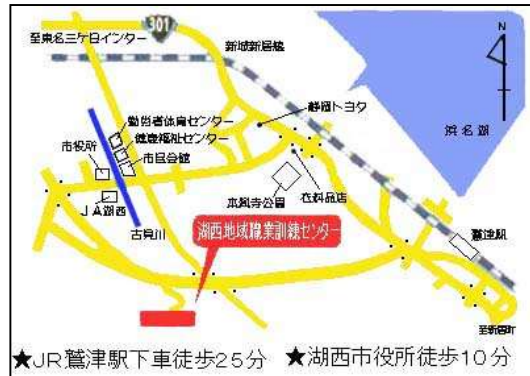 301
至東名三ケ日インター
新城新居線
N
静岡トヨタ
浜名湖
勤労者体育センター
健康福祉センター
市民会館
市役所
JA湖西
本興寺公園
衣料品店
鷲津駅
古見川
湖西地域職業訓練センター
至新居町
★JR鷲津駅下車徒歩25分 ★湖西市役所徒歩10分